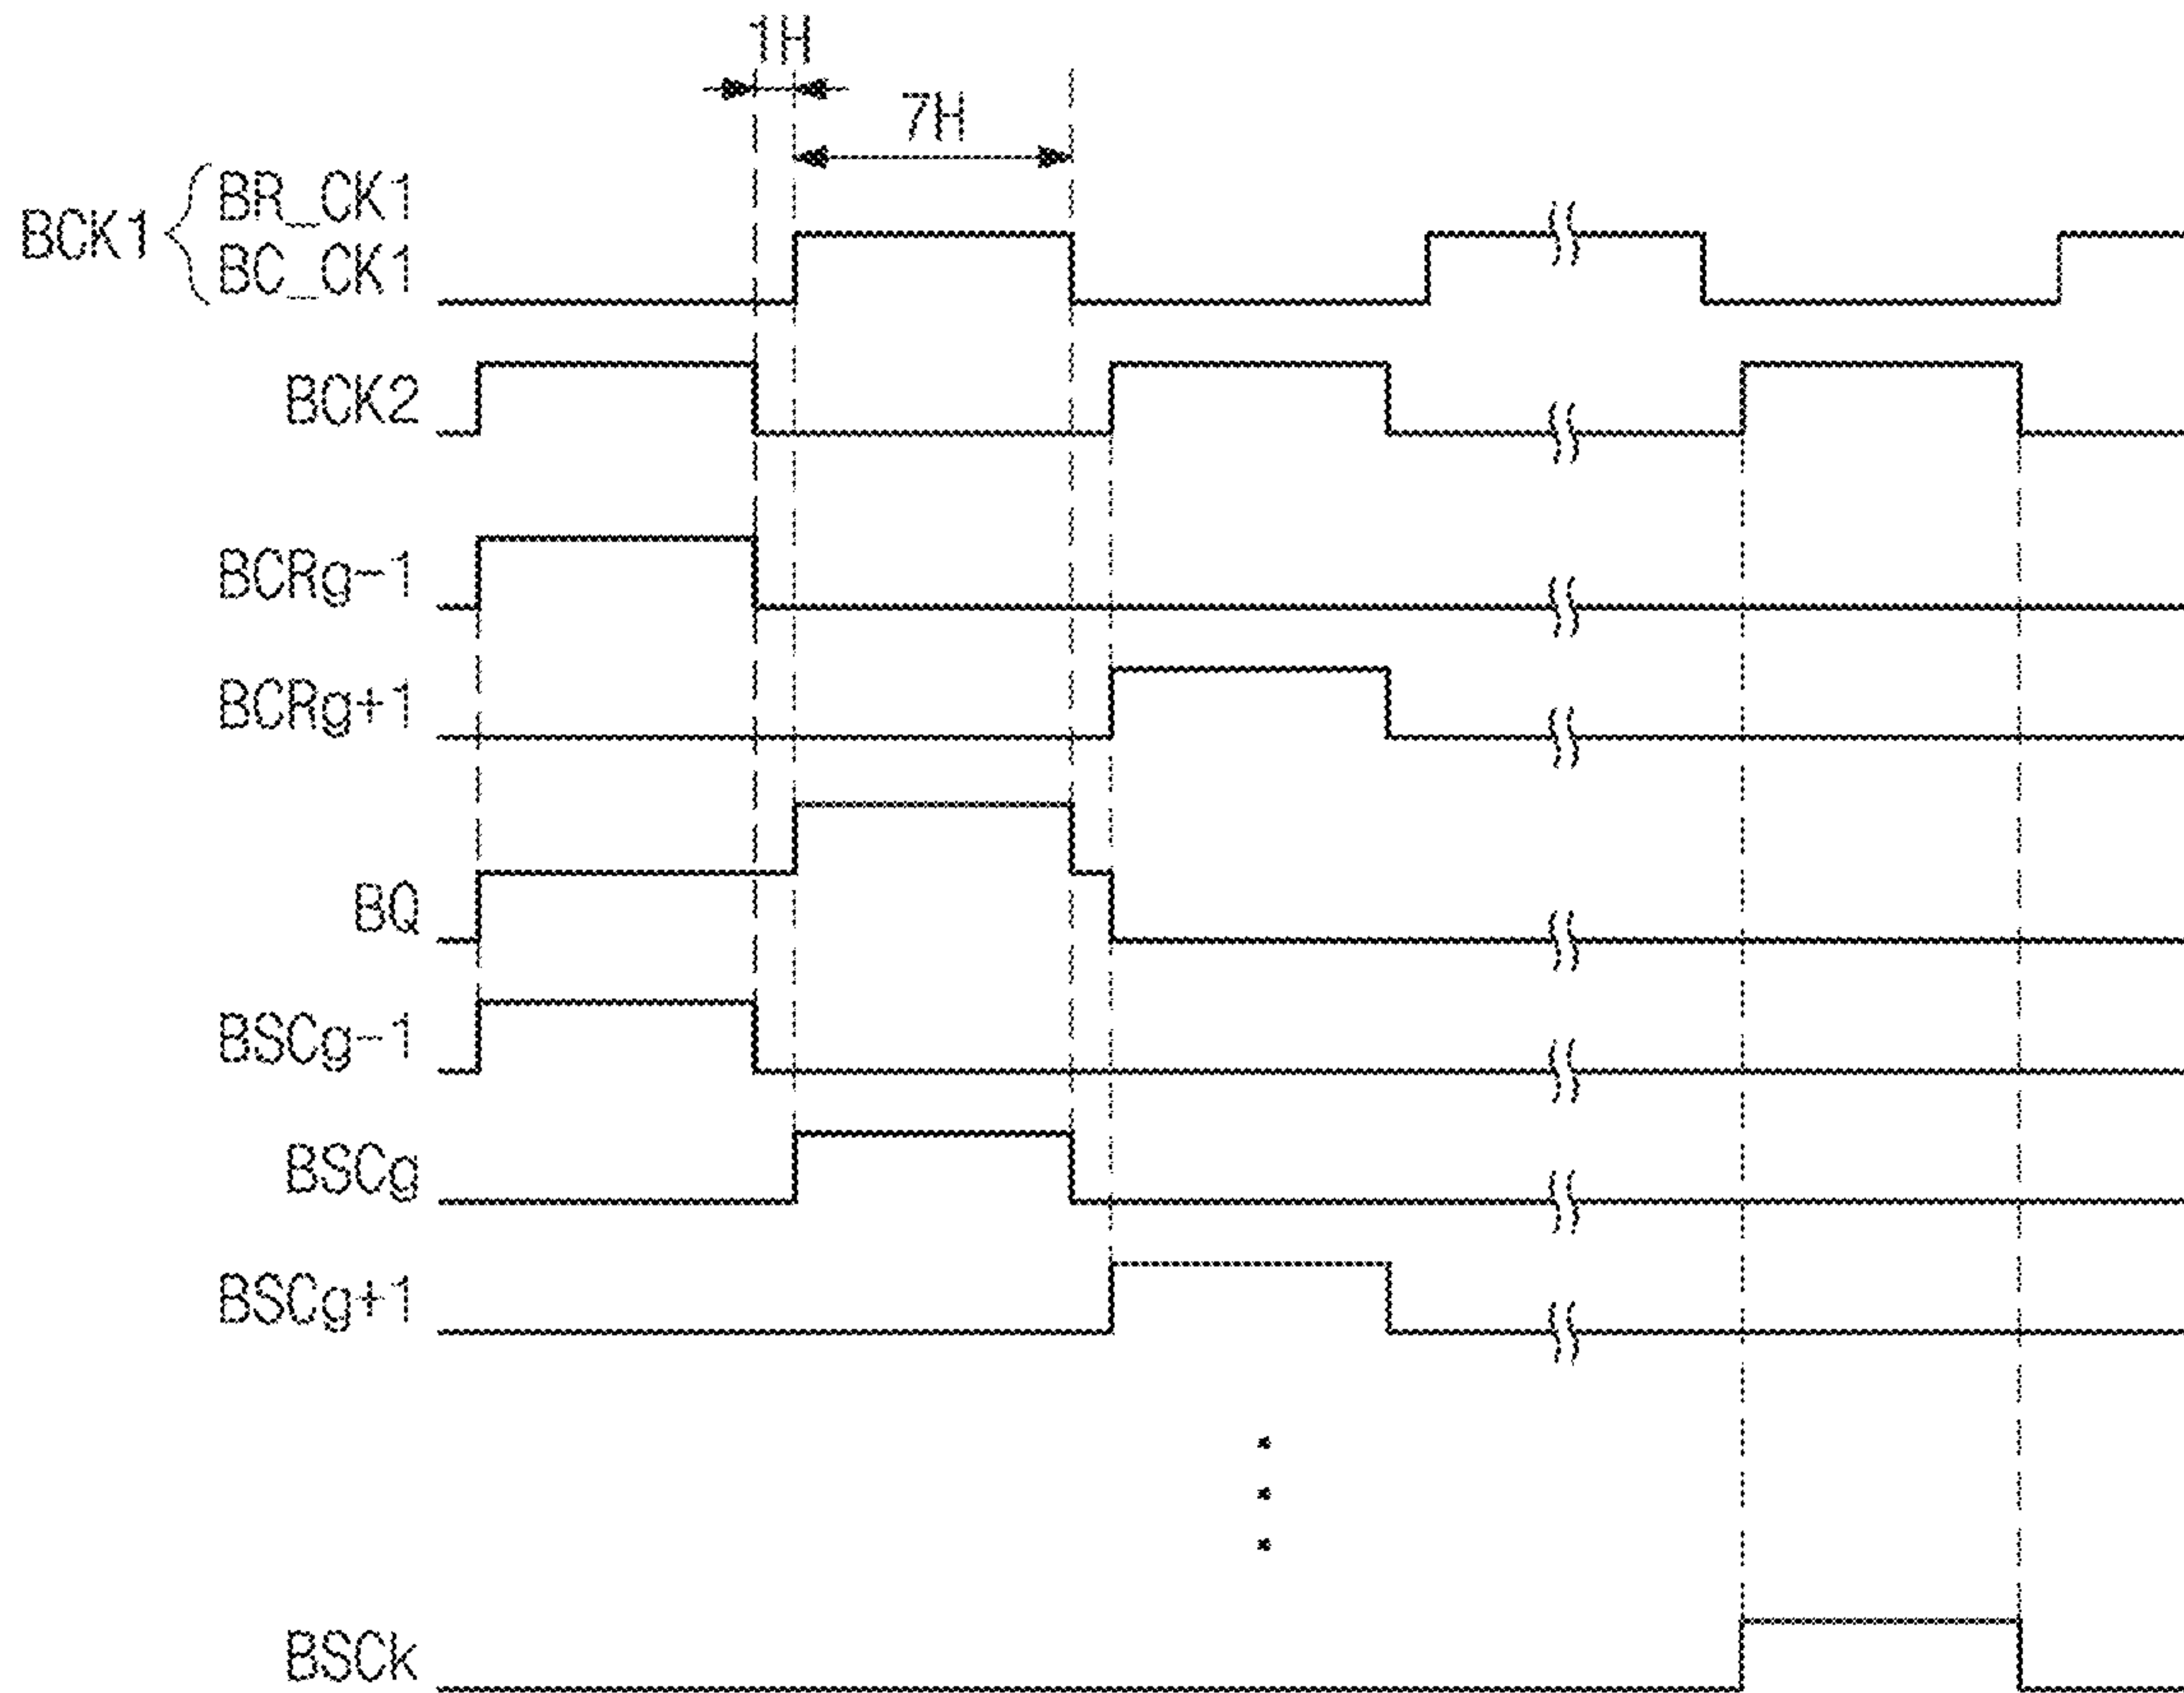 1H
7H
BCK1
BR_CK1
BC_CK1
BCK2
BCRg-1
BCRg+1
BQ
BSCg-1
BSCg
BSCg+1
BSCk